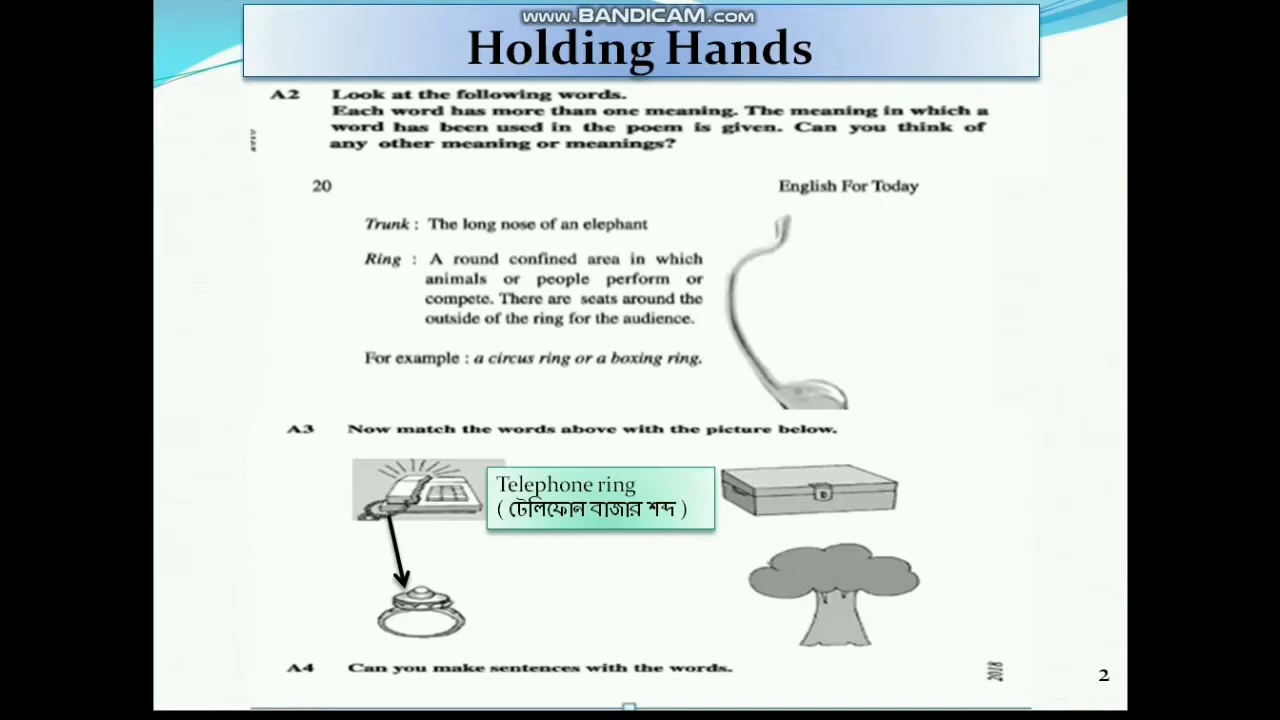 www.BANDICAM.com
Holding Hands
A2 Look at the following words.
Each word has more than one meaning. The meaning in which a
word has been used in the poem is given. Can you think of
any other meaning or meanings?
20 English For Today
Trunk : The long nose of an elephant
Ring : A round confined area in which
animals or people perform or
compete. There are seats around the
outside of the ring for the audience.
For example : a circus ring or a boxing ring.
A3 Now match the words above with the picture below.
Telephone ring
( টেলিফোন বাজার শব্দ )
A4 Can you make sentences with the words.
2018
2